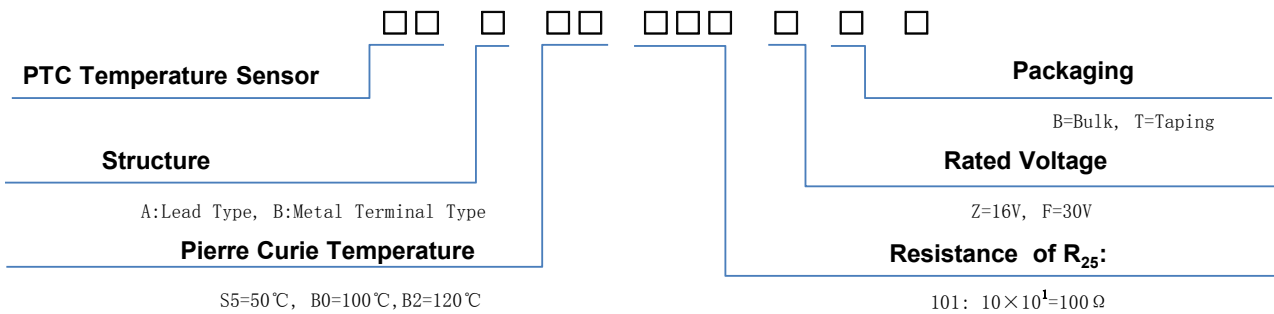 □□ □ □□ □□□ □ □ □
PTC Temperature Sensor
Packaging
B=Bulk, T=Taping
Structure
Rated Voltage
A:Lead Type, B:Metal Terminal Type
Z=16V, F=30V
Pierre Curie Temperature
Resistance of R₂₅:
S5=50℃, B0=100℃,B2=120℃
101: 10×10¹=100Ω